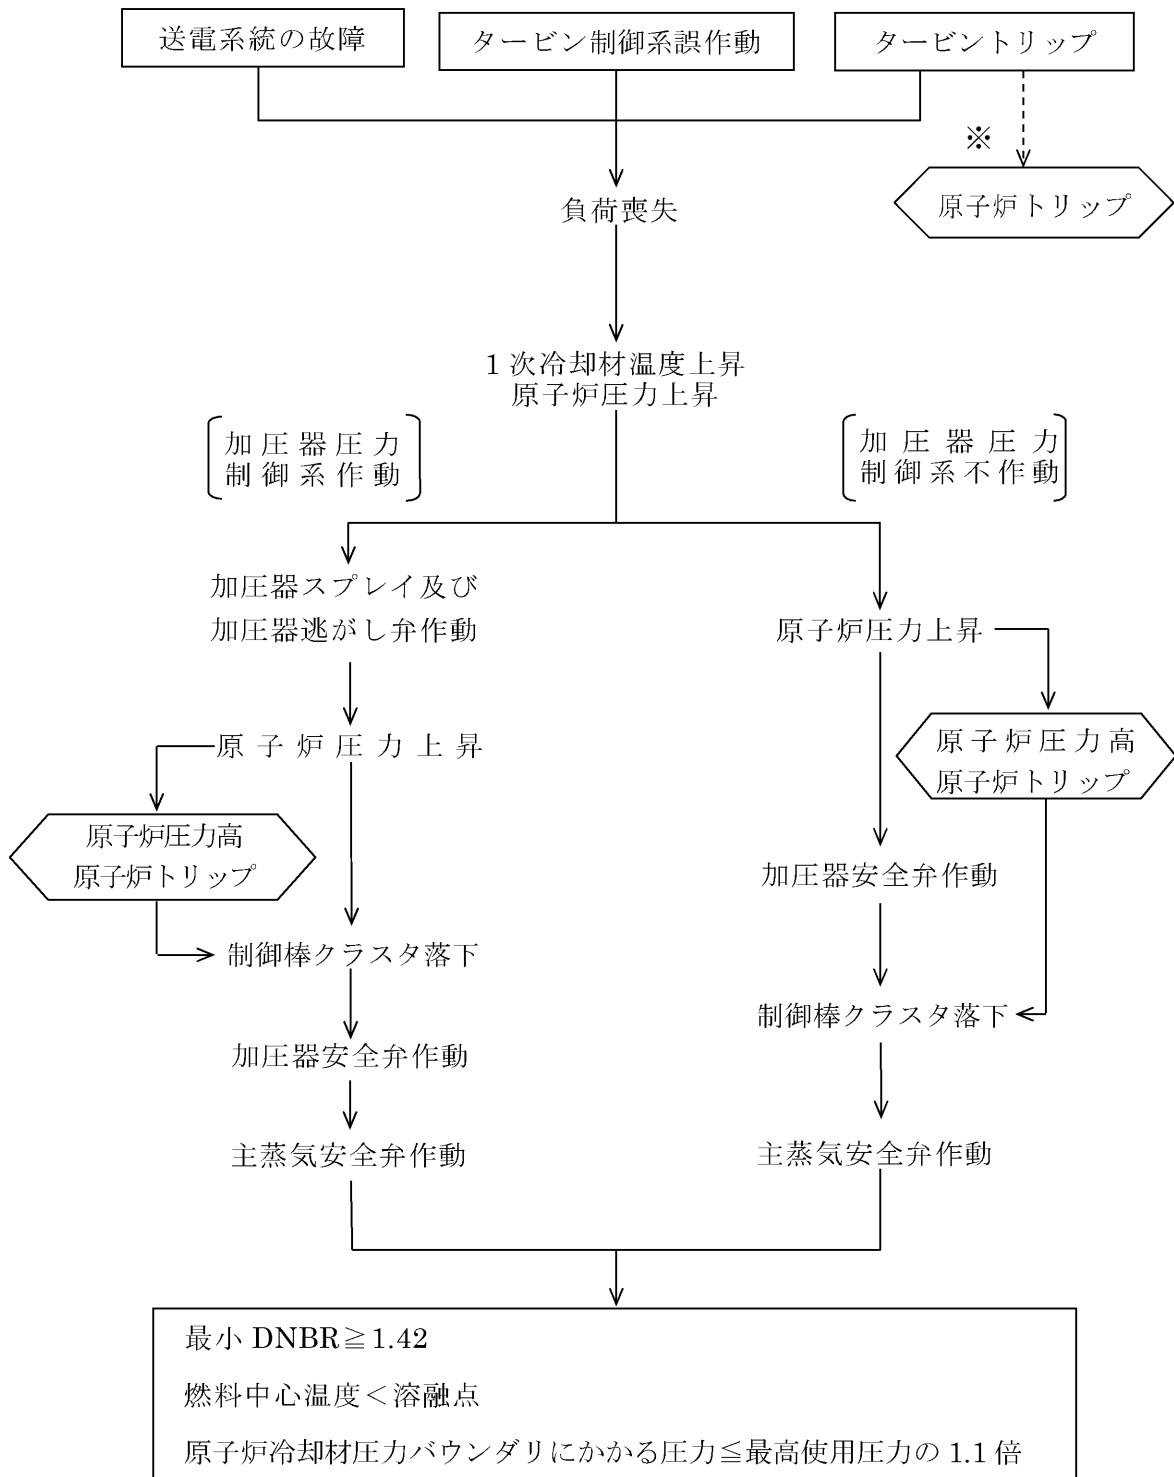 送電系統の故障
タービン制御系誤作動
タービントリップ
※
原子炉トリップ
負荷喪失
1次冷却材温度上昇
原子炉圧力上昇
加圧器圧力
制御系作動
加圧器圧力
制御系不作動
加圧器スプレイ及び
加圧器逃がし弁作動
原子炉圧力上昇
原子炉圧力上昇
原子炉圧力高
原子炉トリップ
原子炉圧力高
原子炉トリップ
加圧器安全弁作動
制御棒クラスタ落下
制御棒クラスタ落下
加圧器安全弁作動
主蒸気安全弁作動
主蒸気安全弁作動
最小 DNBR≧1.42
燃料中心温度＜溶融点
原子炉冷却材圧力バウンダリにかかる圧力≦最高使用圧力の 1.1 倍